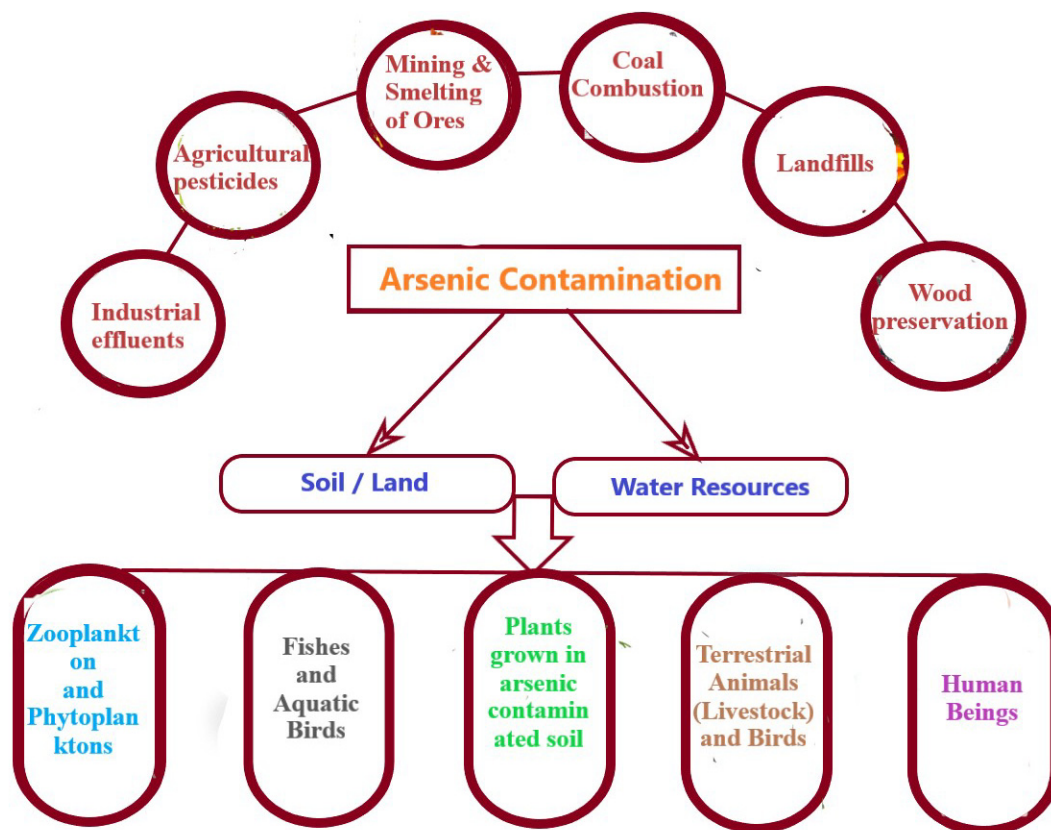 Industrial
effluents
Agricultural
pesticides
Mining &
Smelting
of Ores
Coal
Combustion
Landfills
Wood
preservation
Arsenic Contamination
Soil / Land
Water Resources
Zooplankt
on
and
Phytoplan
ktons
Fishes
and
Aquatic
Birds
Plants
grown in
arsenic
contamin
ated soil
Terrestrial
Animals
(Livestock)
and Birds
Human
Beings